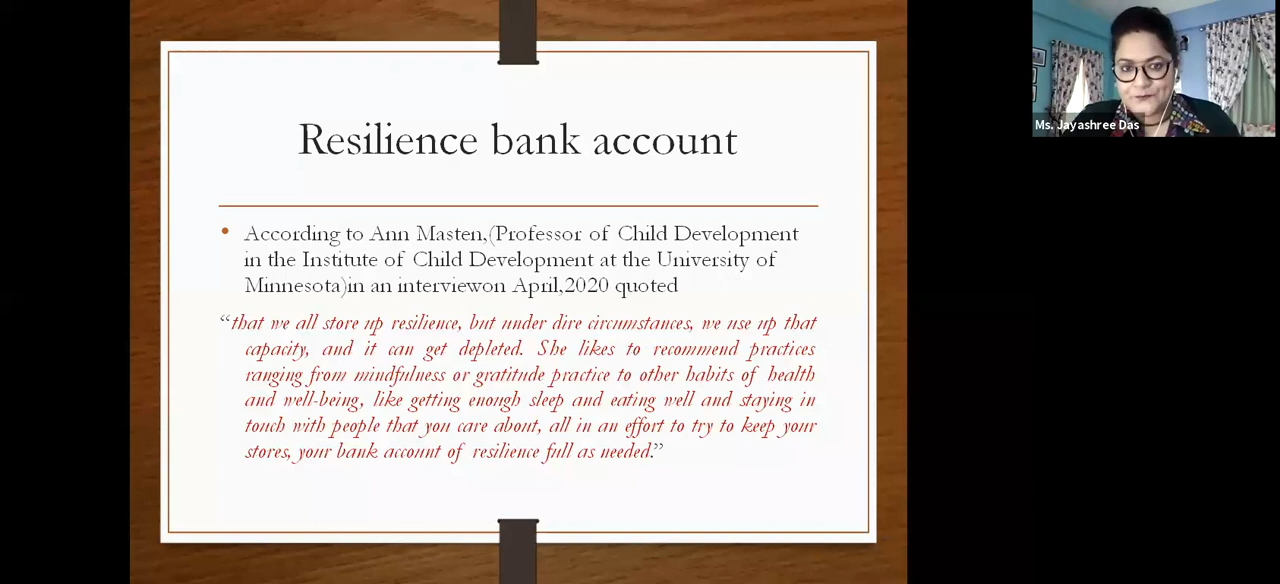 Resilience bank account
• According to Ann Masten,(Professor of Child Development
in the Institute of Child Development at the University of
Minnesota)in an interviewon April,2020 quoted
“that we all store up resilience, but under dire circumstances, we use up that
capacity, and it can get depleted. She likes to recommend practices
ranging from mindfulness or gratitude practice to other habits of health
and well-being, like getting enough sleep and eating well and staying in
touch with people that you care about, all in an effort to try to keep your
stores, your bank account of resilience full as needed.”
Ms. Jayashree Das